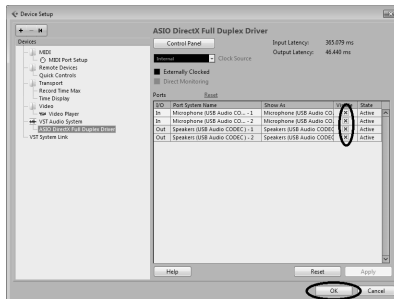 Device Setup
+ - |◄
Devices
MIDI
MIDI Port Setup
Remote Devices
Quick Controls
Transport
Record Time Max
Time Display
Video
Video Player
VST Audio System
ASIO DirectX Full Duplex Driver
VST System Link
ASIO DirectX Full Duplex Driver
Control Panel
Input Latency: 365.079 ms
Output Latency: 46.440 ms
Internal Clock Source
Externally Clocked
Direct Monitoring
Ports Reset
I/O Port System Name Show As State
In Microphone (USB Audio CO... - 1 Microphone (USB Audio CO. X Active
In Microphone (USB Audio CO... - 2 Microphone (USB Audio CO. X Active
Out Speakers (USB Audio CODEC) - 1 Speakers (USB Audio CODEC X Active
Out Speakers (USB Audio CODEC) - 2 Speakers (USB Audio CODEC X Active
Help Reset Apply
OK Cancel